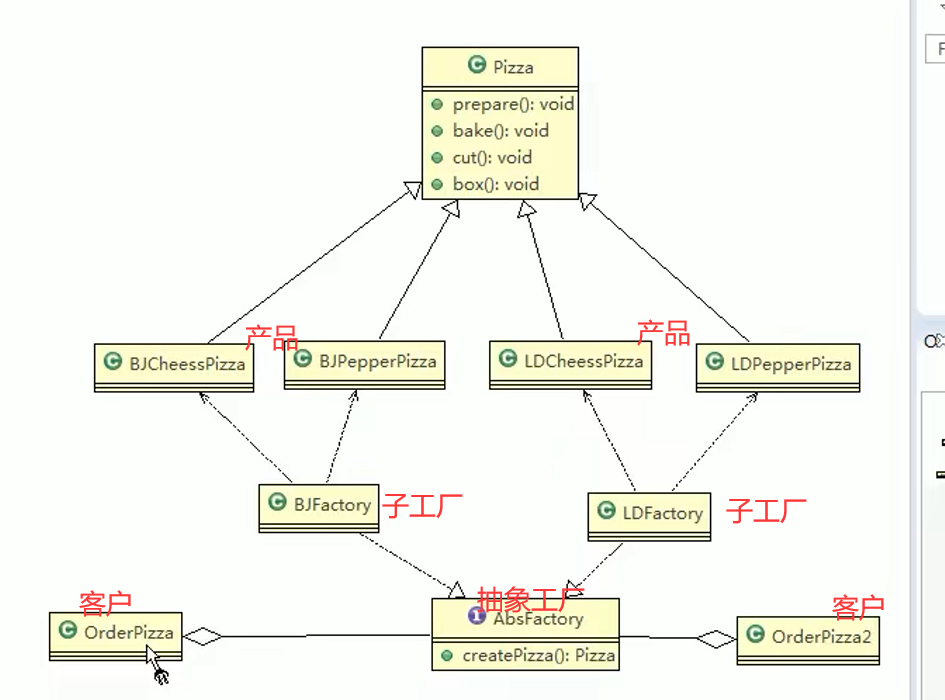 Pizza
prepare(): void
bake(): void
cut(): void
box(): void
产品
产品
BJCheessPizza
BJPepperPizza
LDCheessPizza
LDPepperPizza
BJFactory
子工厂
LDFactory
子工厂
客户
抽象工厂
客户
OrderPizza
AbsFactory
OrderPizza2
createPizza(): Pizza